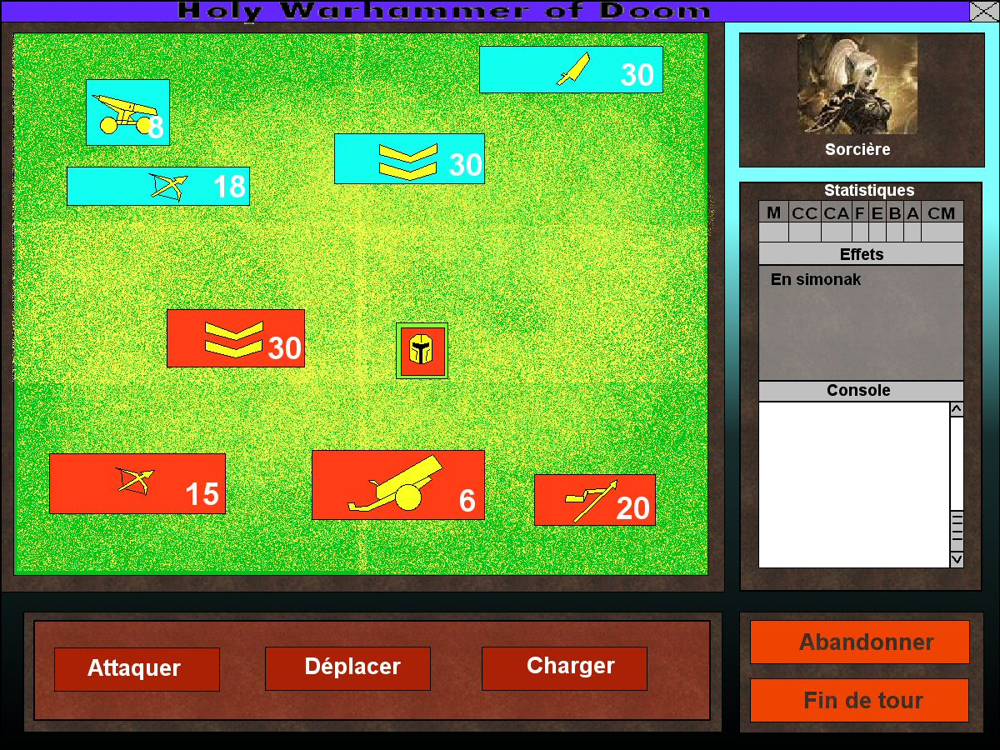 Holy Warhammer of Doom
30
8
30
18
30
15
6
20
Sorcière
Statistiques
M CC CA F E B A CM
Effets
En simonak
Console
Attaquer
Déplacer
Charger
Abandonner
Fin de tour